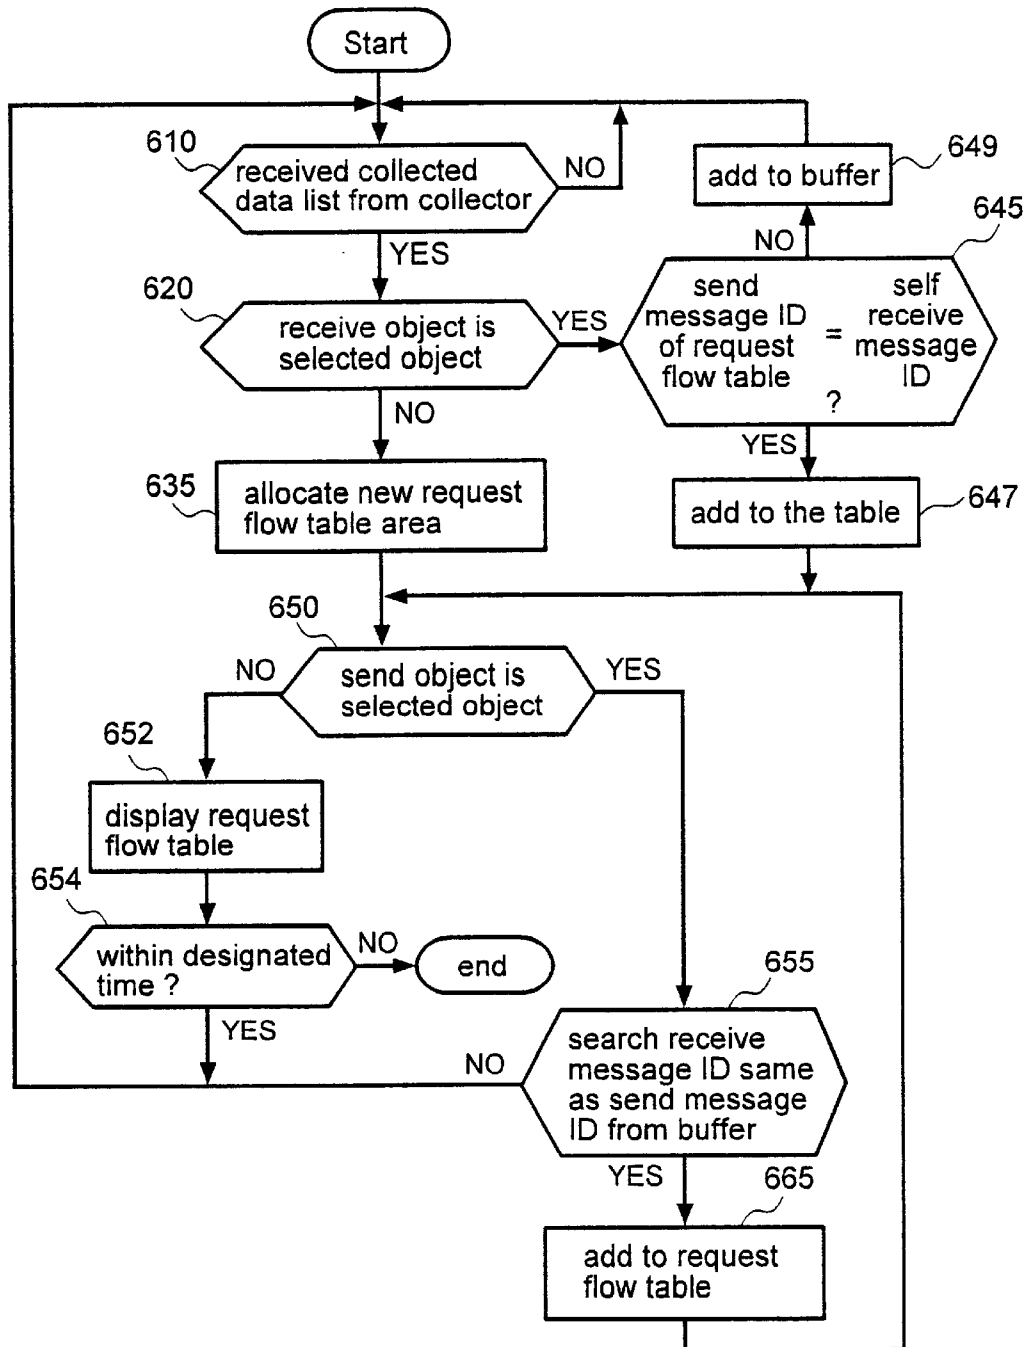 Start
610
received collected
data list from collector
NO
YES
add to buffer
649
NO
645
620
receive object is
selected object
YES
send
message ID
of request
flow table
=
self
receive
message
ID
?
NO
YES
635
allocate new request
flow table area
add to the table
647
650
send object is
selected object
NO
YES
652
display request
flow table
654
within designated
time ?
NO
end
YES
655
search receive
message ID same
as send message
ID from buffer
NO
YES
665
add to request
flow table